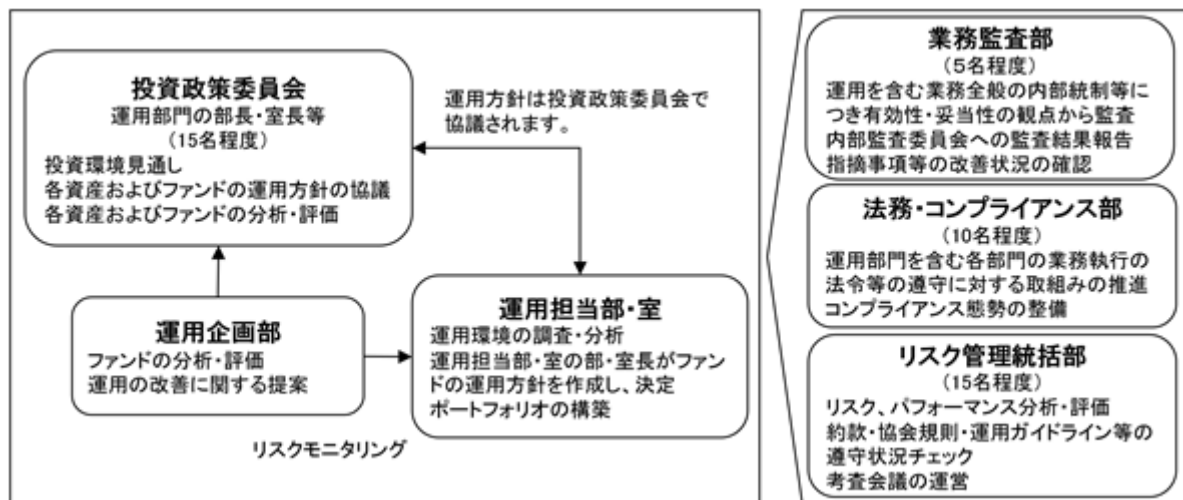 投資政策委員会
運用部門の部長・室長等
(15名程度)
投資環境見通し
各資産およびファンドの運用方針の協議
各資産およびファンドの分析・評価
運用方針は投資政策委員会で
協議されます。
運用企画部
ファンドの分析・評価
運用の改善に関する提案
運用担当部・室
運用環境の調査・分析
運用担当部・室の部・室長がファン
ドの運用方針を作成し、決定
ポートフォリオの構築
リスクモニタリング
業務監査部
(5名程度)
運用を含む業務全般の内部統制等に
つき有効性・妥当性の観点から監査
内部監査委員会への監査結果報告
指摘事項等の改善状況の確認
法務・コンプライアンス部
(10名程度)
運用部門を含む各部門の業務執行の
法令等の遵守に対する取組みの推進
コンプライアンス態勢の整備
リスク管理統括部
(15名程度)
リスク、パフォーマンス分析・評価
約款・協会規則・運用ガイドライン等の
遵守状況チェック
考査会議の運営